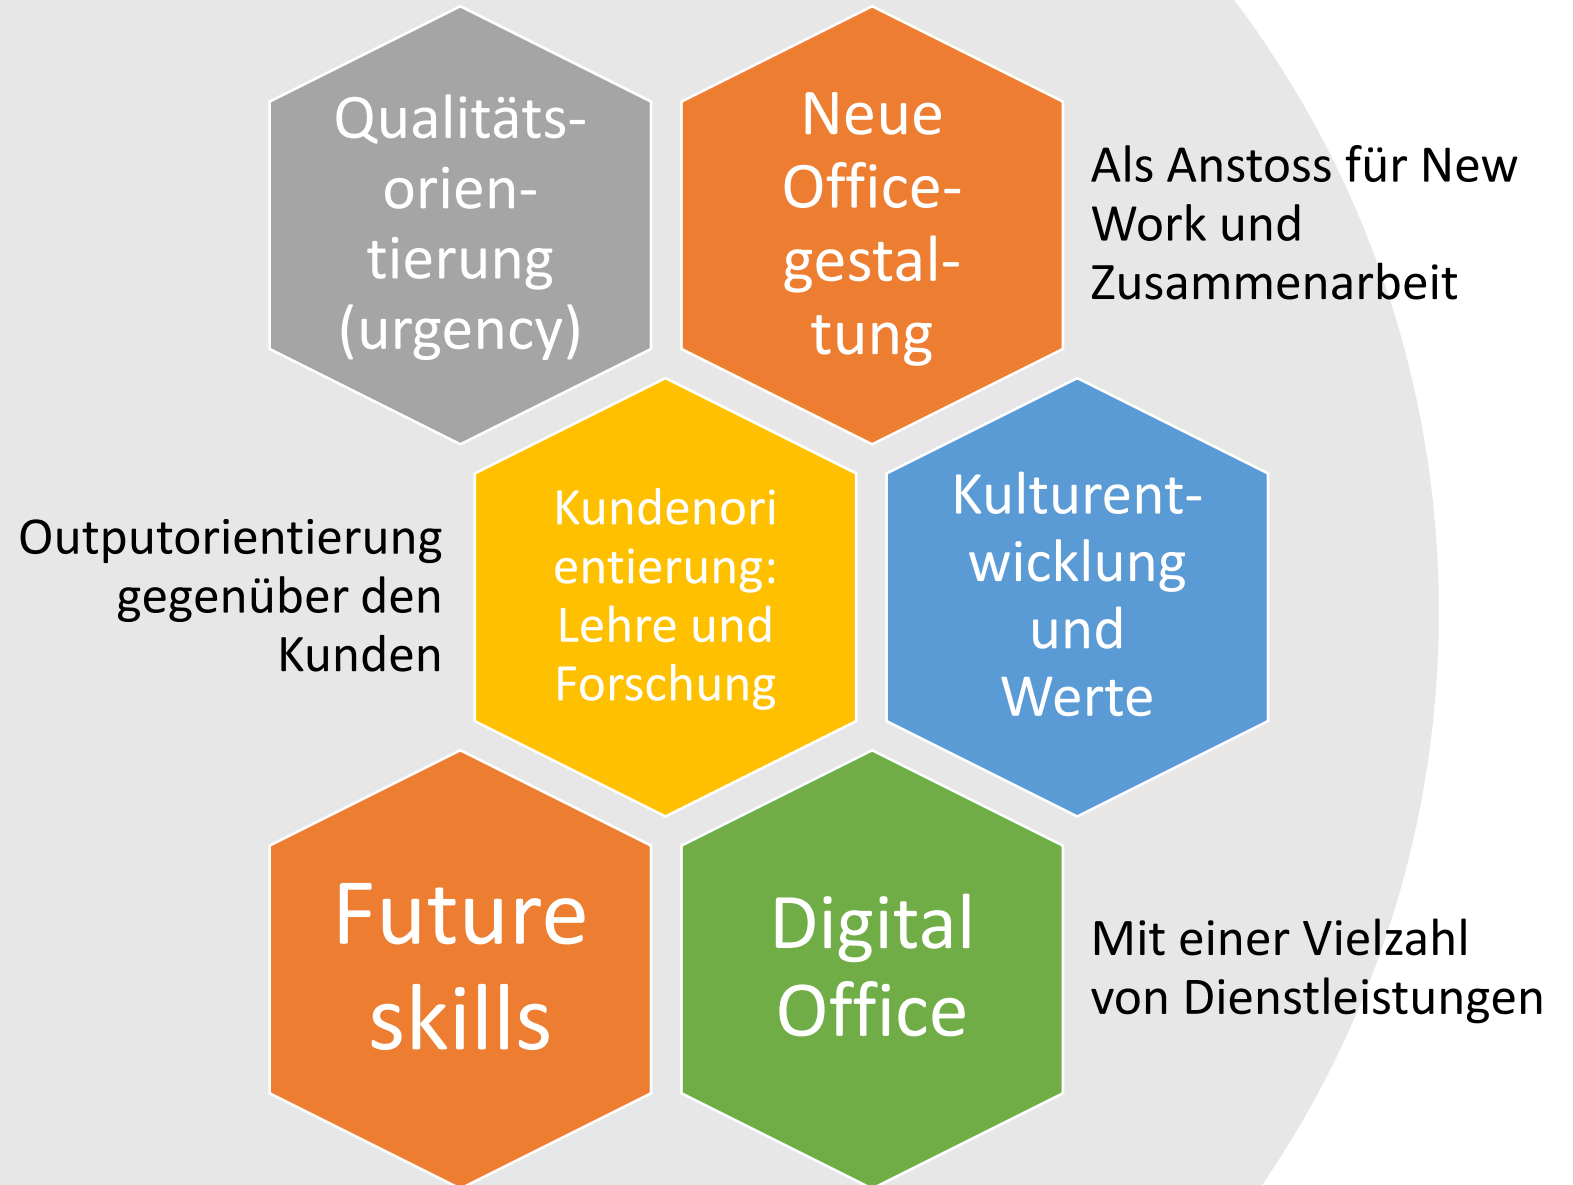 Qualitäts-
orien-
tierung
(urgency)
Neue
Office-
gestal-
tung
Als Anstoss für New
Work und
Zusammenarbeit
Outputorientierung
gegenüber den
Kunden
Kundenori
entierung:
Lehre und
Forschung
Kulturent-
wicklung
und
Werte
Future
skills
Digital
Office
Mit einer Vielzahl
von Dienstleistungen